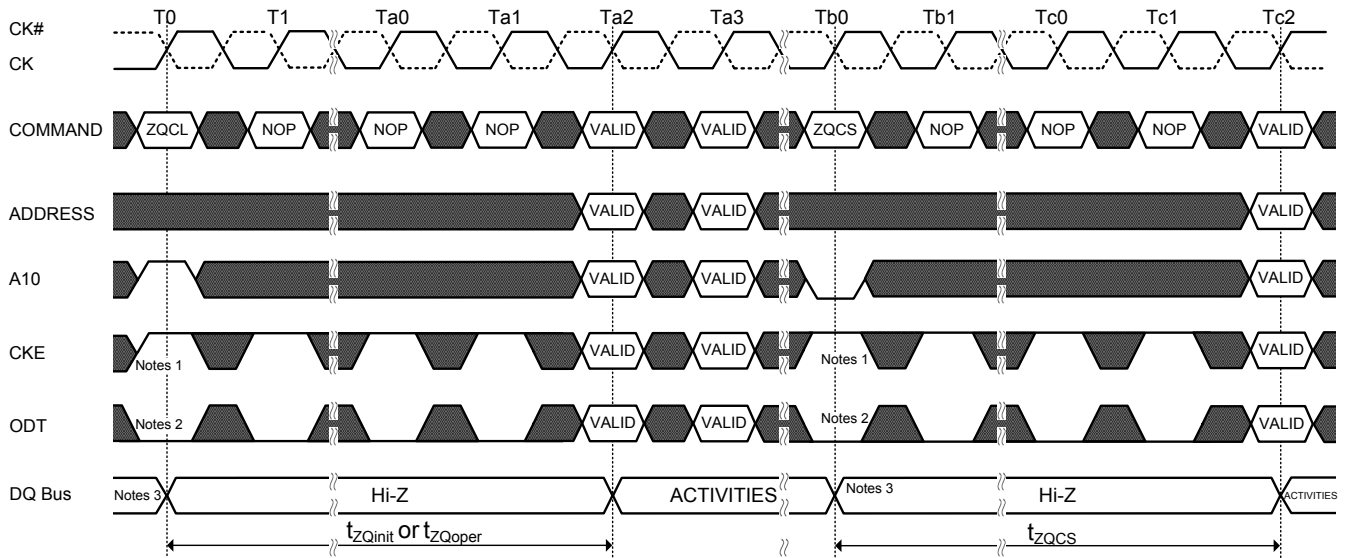 T0 T1 Ta0 Ta1 Ta2 Ta3 Tb0 Tb1 Tc0 Tc1 Tc2
CK#
CK
COMMAND ZQCL NOP NOP NOP VALID VALID ZQCS NOP NOP NOP VALID
ADDRESS VALID VALID VALID
A10 VALID VALID VALID
CKE Notes 1 VALID VALID Notes 1 VALID
ODT Notes 2 VALID VALID Notes 2 VALID
DQ Bus Notes 3 Hi-Z ACTIVITIES Notes 3 Hi-Z ACTIVITIES
tZQinit or tZQoper tZQCS